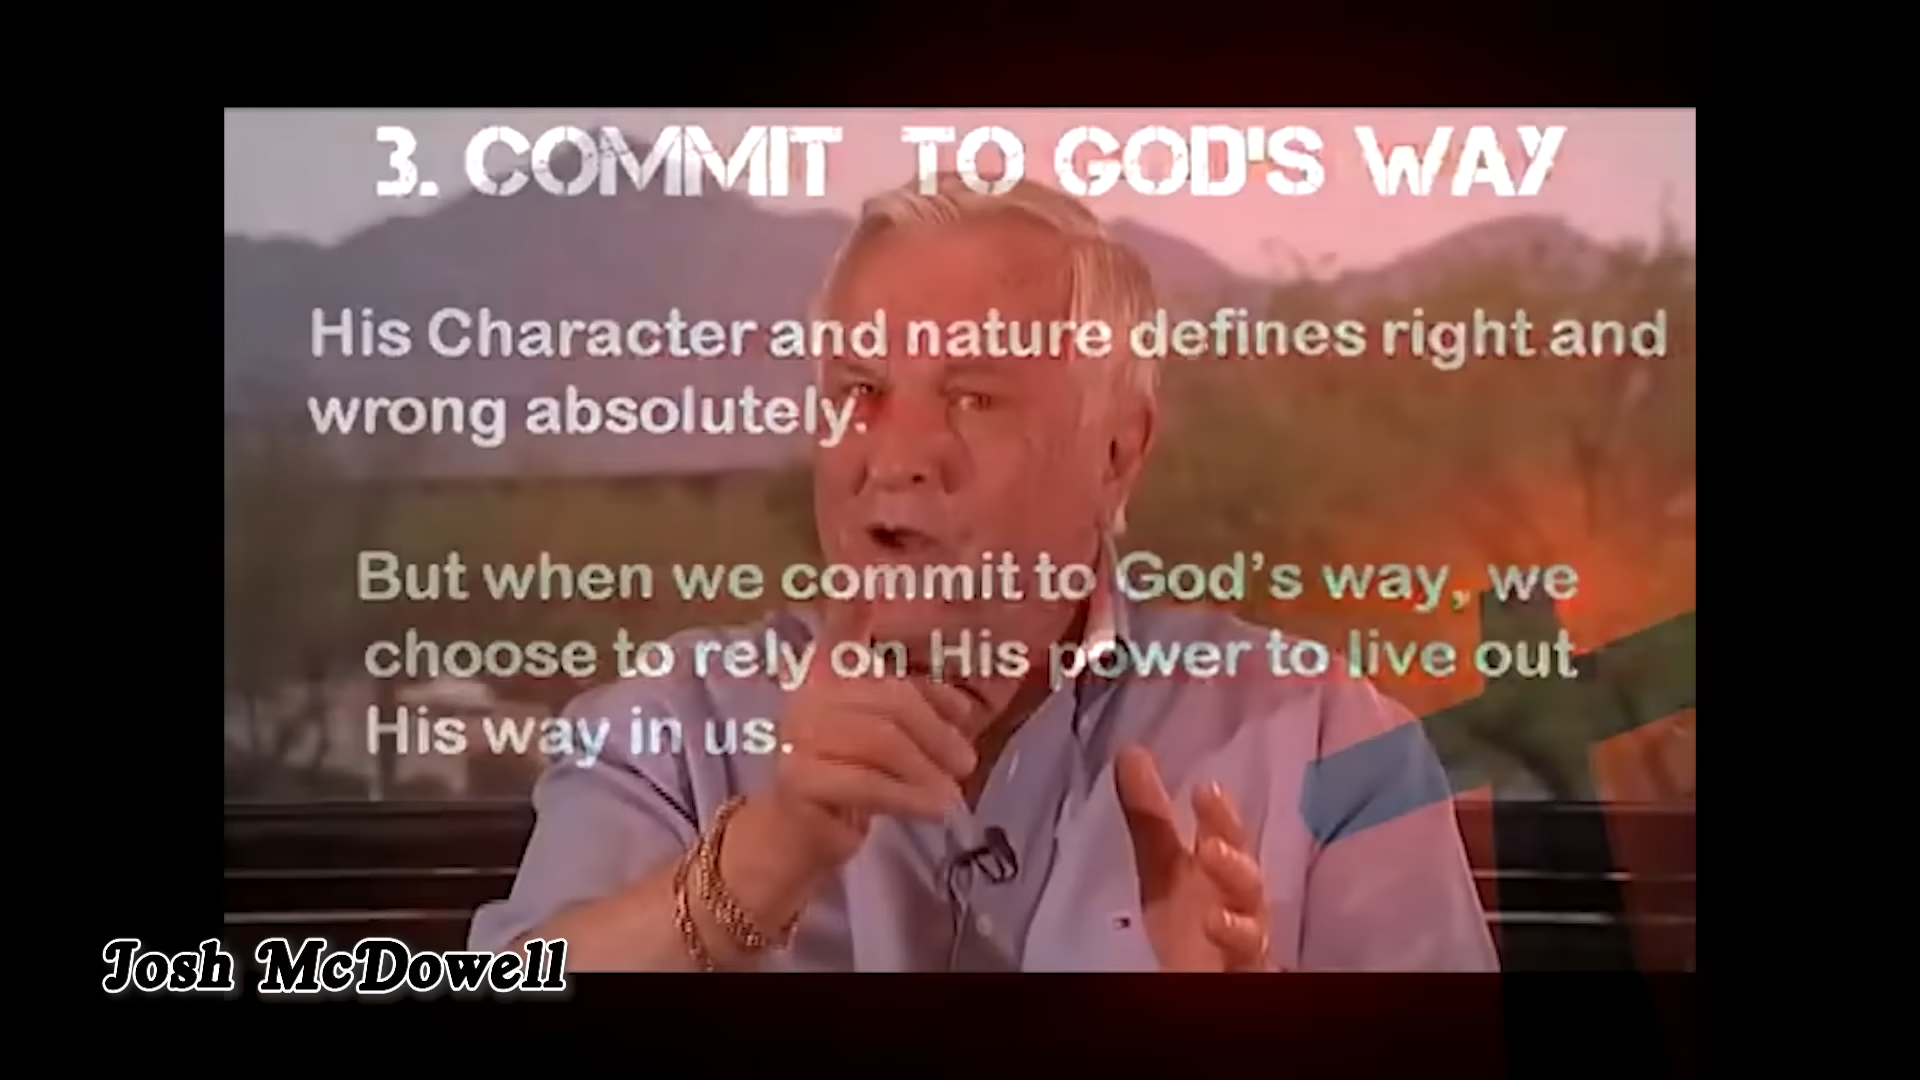 3. COMMIT TO GOD'S WAY
His Character and nature defines right and
wrong absolutely.
But when we commit to God's way, we
choose to rely on His power to live out
His way in us.
Josh McDowell